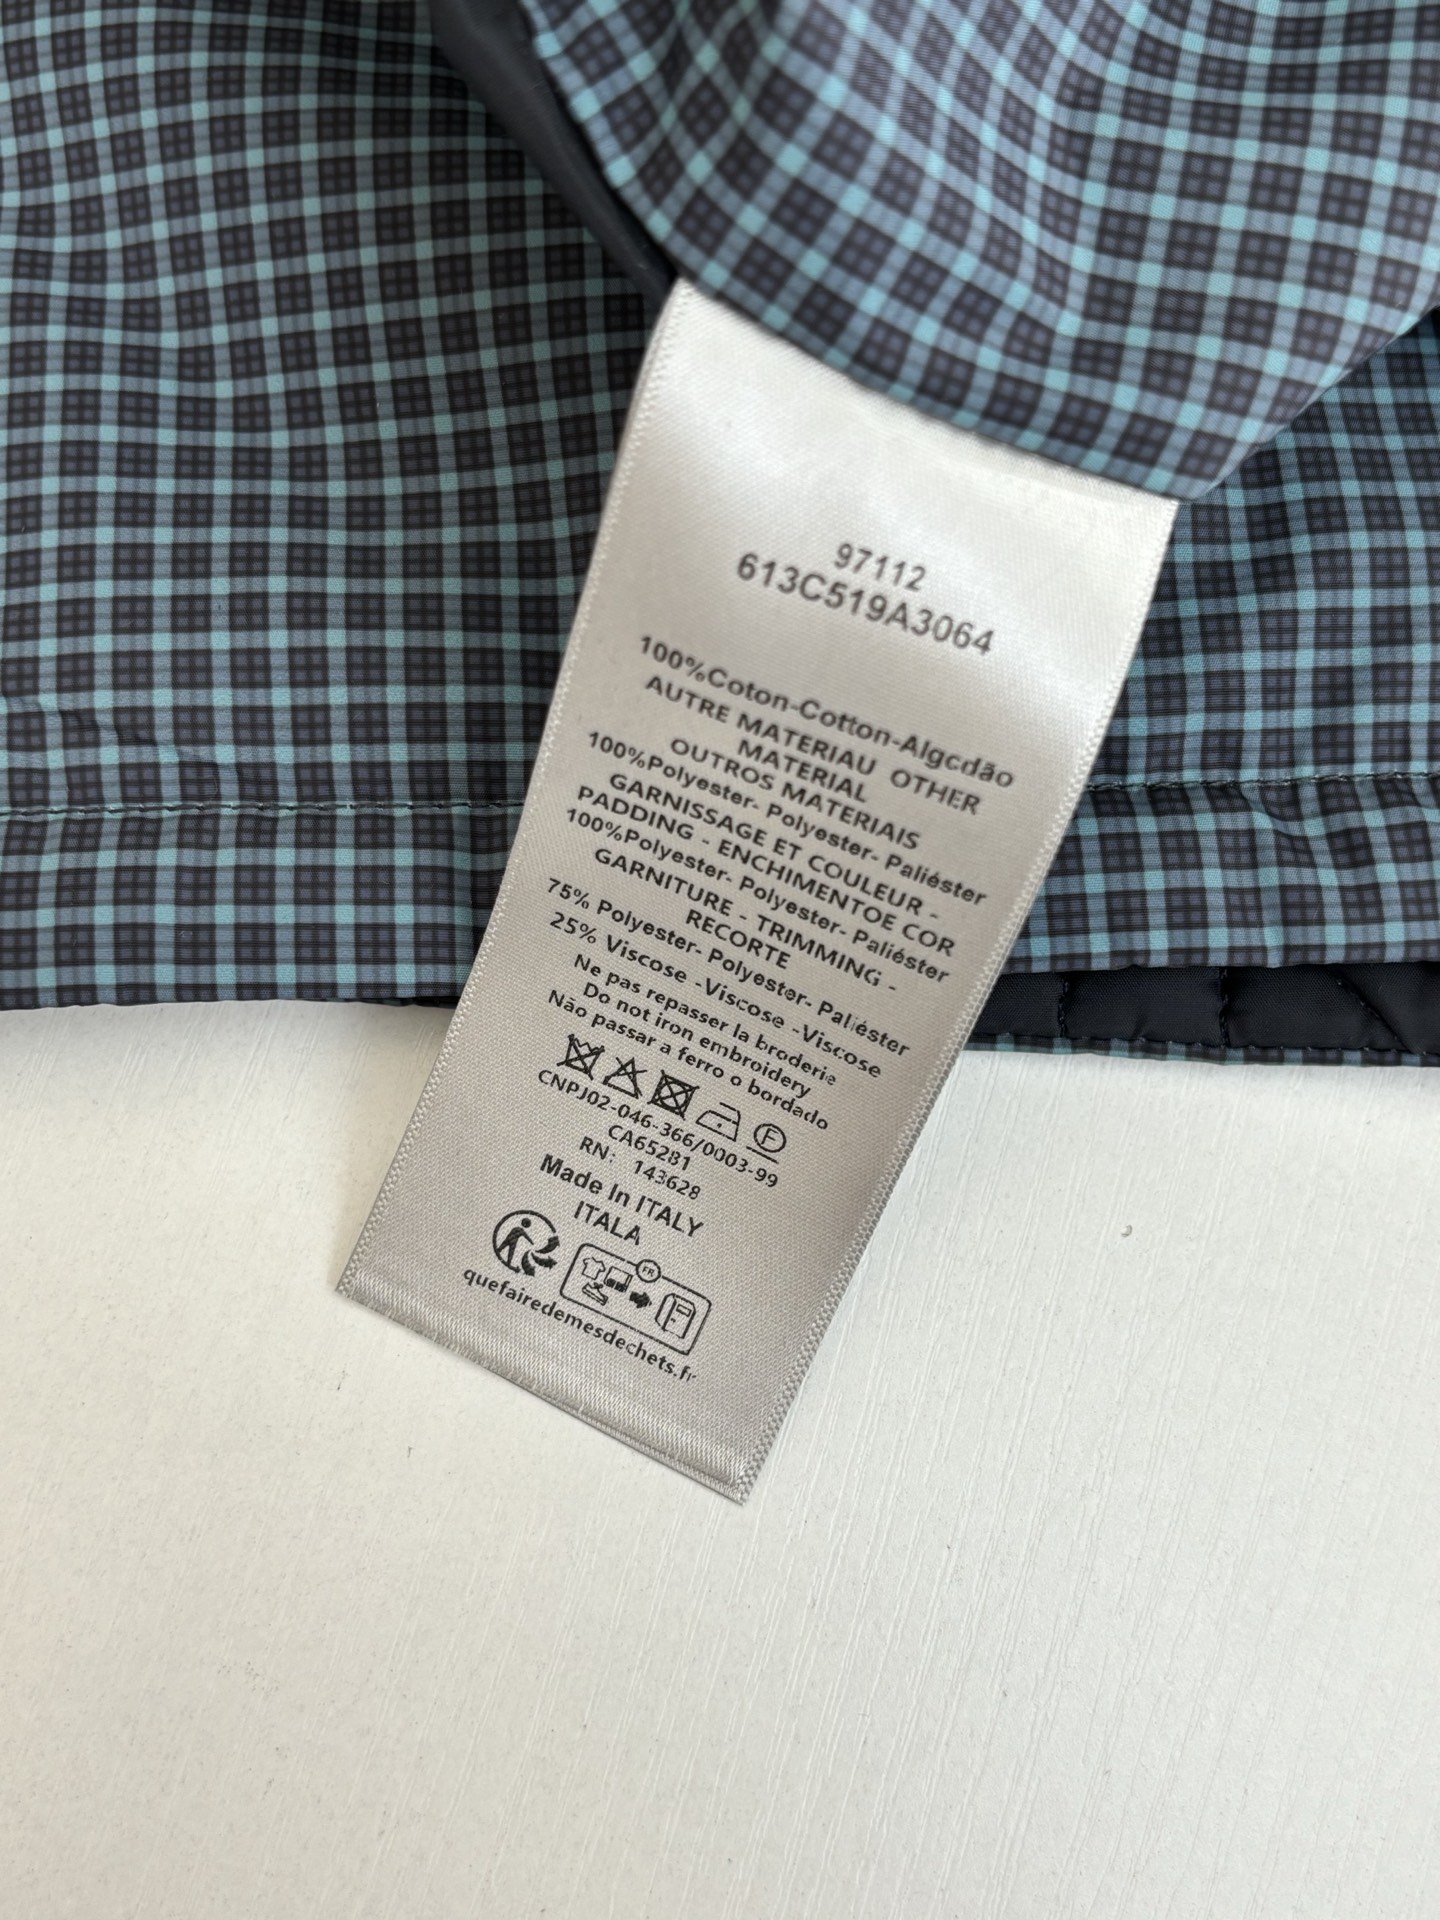 97112
613C519A3064
100%Coton-Cotton-Algcdão
AUTRE MATERIAU OTHER
MATERIAL
OUTROS MATERIAIS
100%Polyester- Polyester- Paliéster
GARNISSAGE ET COULEUR -
PADDING - ENCHIMENTOE COR
100%Polyester- Polyester- Paliéster
GARNITURE - TRIMMING -
RECORTE
75% Polyester- Polyester- Paliéster
25% Viscose -Viscose -Viscose
Ne pas repasser la broderie
Do not iron embroidery
Não passar a ferro o bordado
F
CNPJ02-046-366/0003-99
CA65281
RN: 143628
Made In ITALY
ITALA
FR
quefairedemesdechets.fr